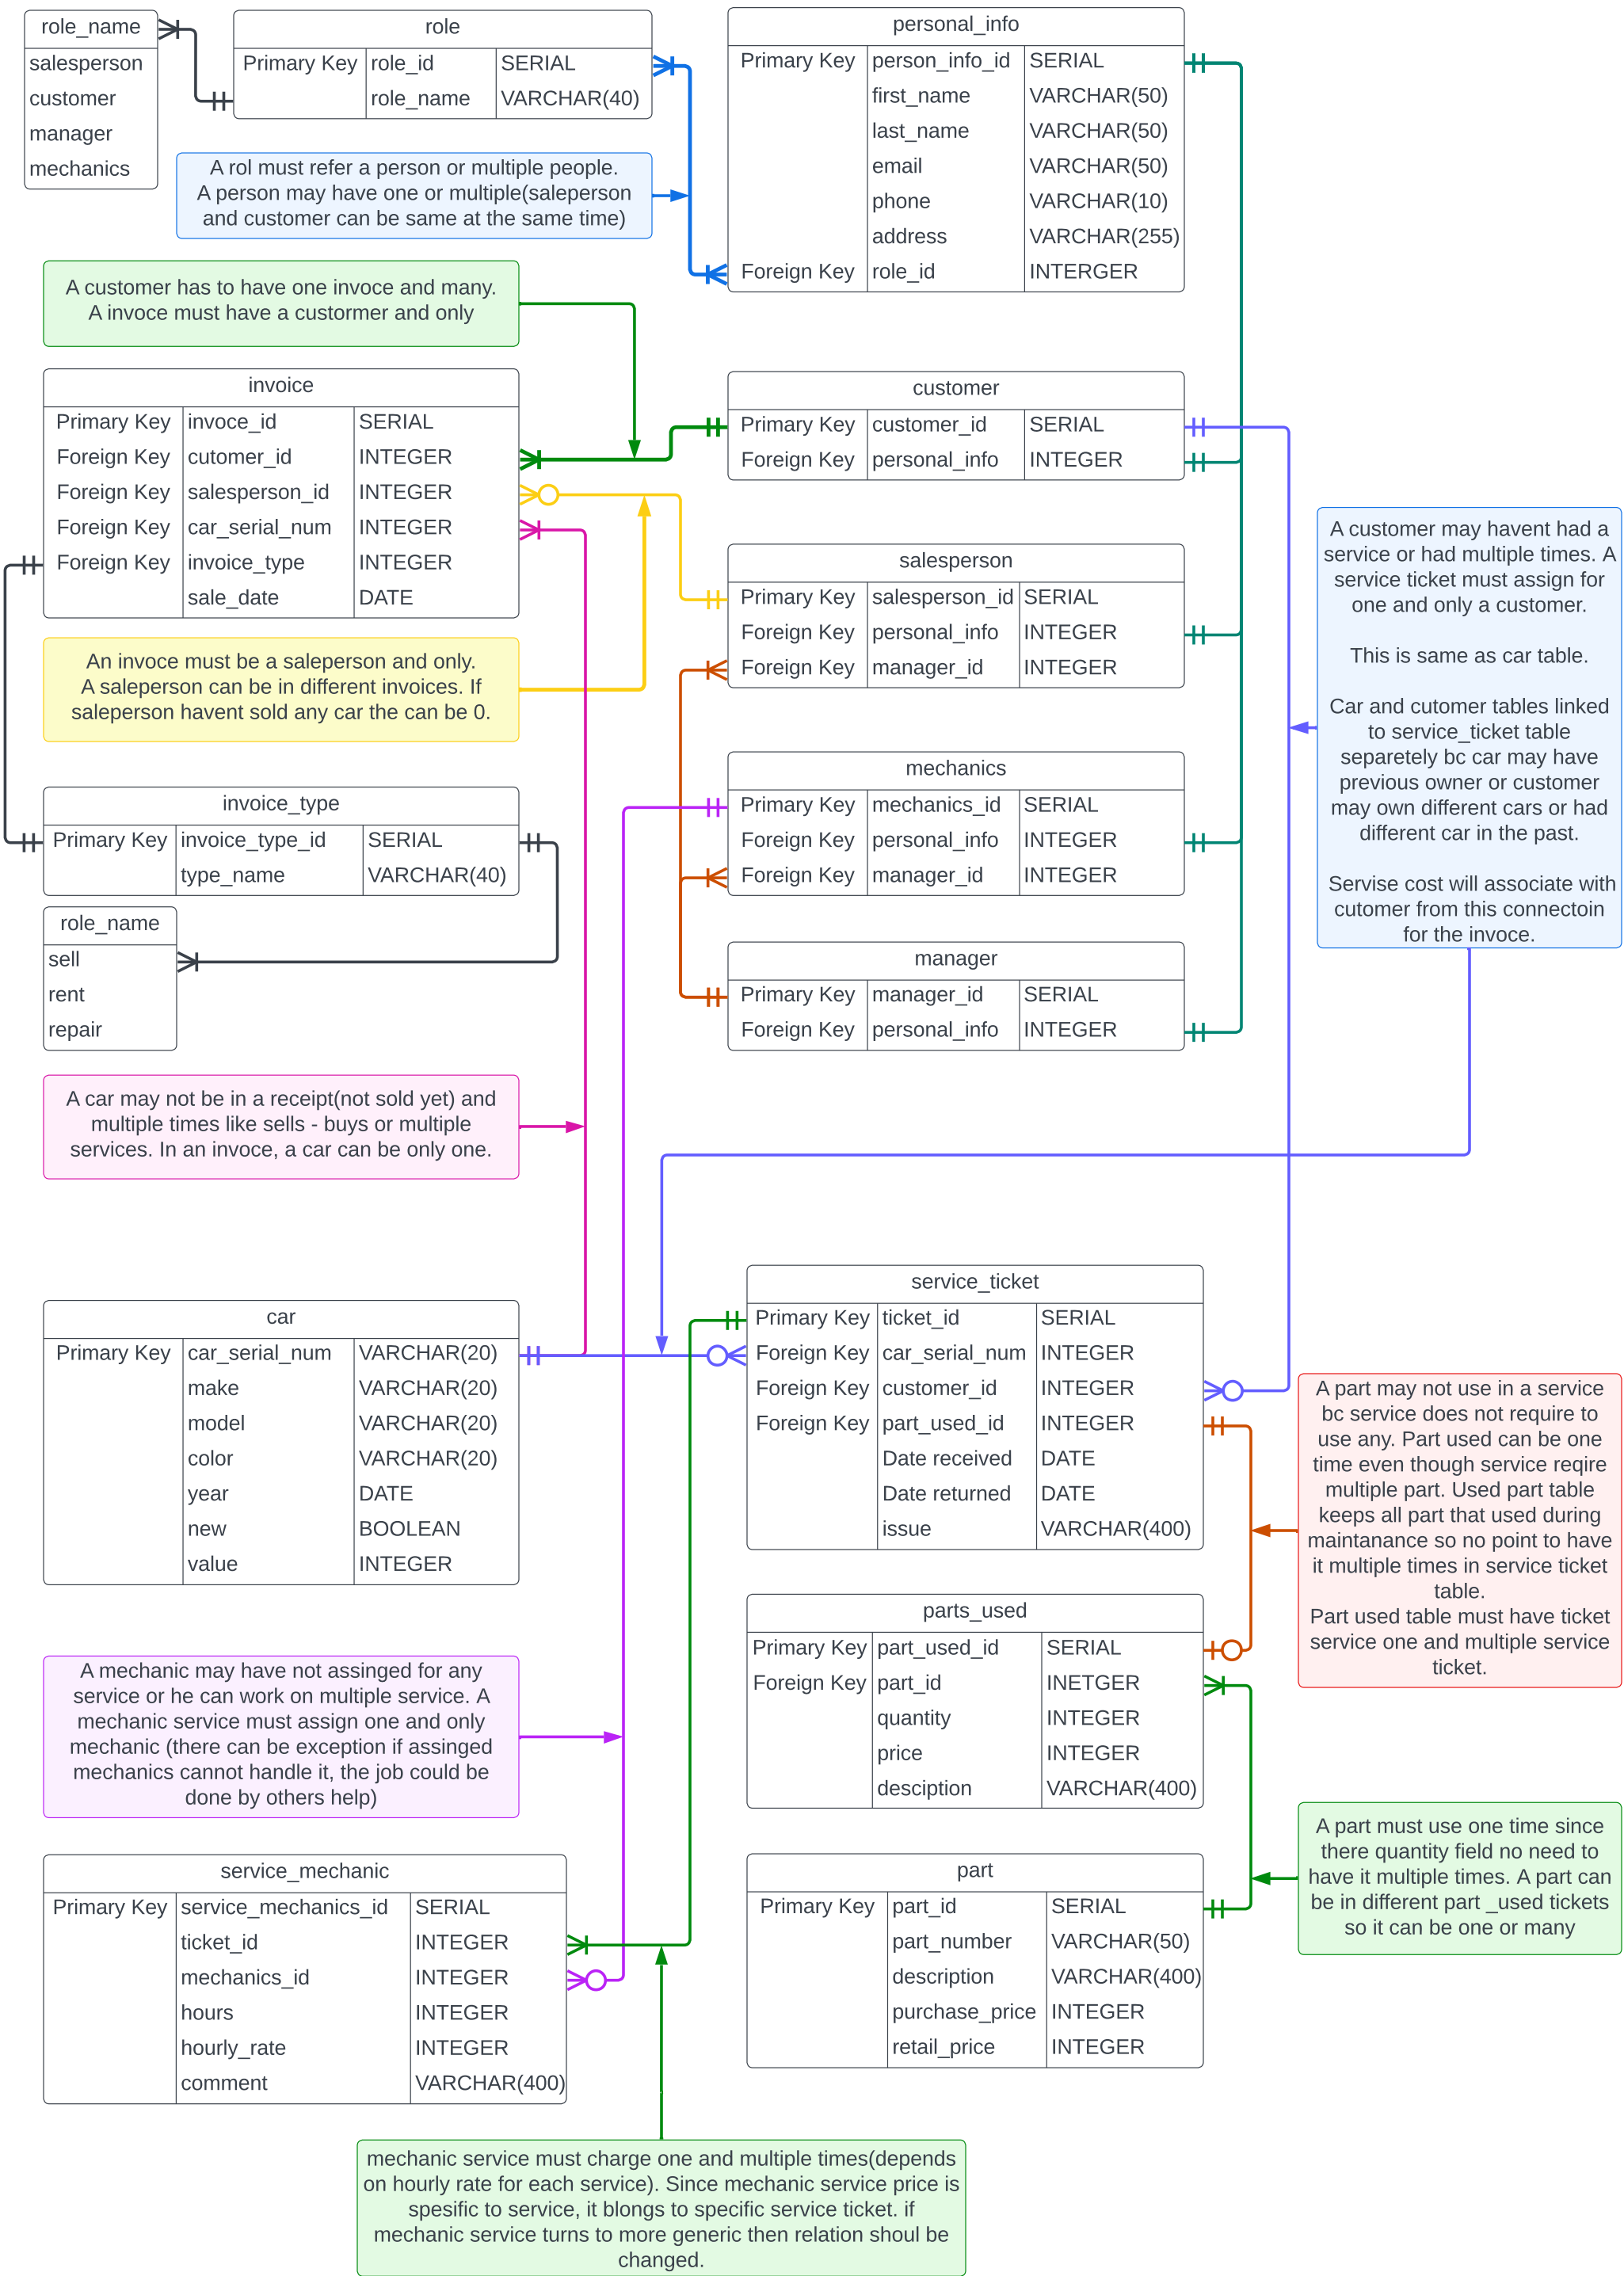 role_name
salesperson
customer
manager
mechanics
role
Primary Key role_id SERIAL
role_name VARCHAR(40)
personal_info
Primary Key person_info_id SERIAL
first_name VARCHAR(50)
last_name VARCHAR(50)
email VARCHAR(50)
phone VARCHAR(10)
address VARCHAR(255)
Foreign Key role_id INTERGER
A rol must refer a person or multiple people.
A person may have one or multiple(saleperson
and customer can be same at the same time)
A customer has to have one invoce and many.
A invoce must have a custormer and only
invoice
Primary Key invoce_id SERIAL
Foreign Key cutomer_id INTEGER
Foreign Key salesperson_id INTEGER
Foreign Key car_serial_num INTEGER
Foreign Key invoice_type INTEGER
sale_date DATE
customer
Primary Key customer_id SERIAL
Foreign Key personal_info INTEGER
salesperson
Primary Key salesperson_id SERIAL
Foreign Key personal_info INTEGER
Foreign Key manager_id INTEGER
A customer may havent had a
service or had multiple times. A
service ticket must assign for
one and only a customer.
This is same as car table.
Car and cutomer tables linked
to service_ticket table
separetely bc car may have
previous owner or customer
may own different cars or had
different car in the past.
Servise cost will associate with
cutomer from this connectoin
for the invoce.
An invoce must be a saleperson and only.
A saleperson can be in different invoices. If
saleperson havent sold any car the can be 0.
mechanics
Primary Key mechanics_id SERIAL
Foreign Key personal_info INTEGER
Foreign Key manager_id INTEGER
invoice_type
Primary Key invoice_type_id SERIAL
type_name VARCHAR(40)
role_name
sell
rent
repair
manager
Primary Key manager_id SERIAL
Foreign Key personal_info INTEGER
A car may not be in a receipt(not sold yet) and
multiple times like sells - buys or multiple
services. In an invoce, a car can be only one.
car
Primary Key car_serial_num VARCHAR(20)
make VARCHAR(20)
model VARCHAR(20)
color VARCHAR(20)
year DATE
new BOOLEAN
value INTEGER
service_ticket
Primary Key ticket_id SERIAL
Foreign Key car_serial_num INTEGER
Foreign Key customer_id INTEGER
Foreign Key part_used_id INTEGER
Date received DATE
Date returned DATE
issue VARCHAR(400)
A part may not use in a service
bc service does not require to
use any. Part used can be one
time even though service reqire
multiple part. Used part table
keeps all part that used during
maintanance so no point to have
it multiple times in service ticket
table.
Part used table must have ticket
service one and multiple service
ticket.
parts_used
Primary Key part_used_id SERIAL
Foreign Key part_id INETGER
quantity INTEGER
price INTEGER
desciption VARCHAR(400)
A mechanic may have not assinged for any
service or he can work on multiple service. A
mechanic service must assign one and only
mechanic (there can be exception if assinged
mechanics cannot handle it, the job could be
done by others help)
service_mechanic
Primary Key service_mechanics_id SERIAL
ticket_id INTEGER
mechanics_id INTEGER
hours INTEGER
hourly_rate INTEGER
comment VARCHAR(400)
part
Primary Key part_id SERIAL
part_number VARCHAR(50)
description VARCHAR(400)
purchase_price INTEGER
retail_price INTEGER
A part must use one time since
there quantity field no need to
have it multiple times. A part can
be in different part _used tickets
so it can be one or many
mechanic service must charge one and multiple times(depends
on hourly rate for each service). Since mechanic service price is
spesific to service, it blongs to specific service ticket. if
mechanic service turns to more generic then relation shoul be
changed.